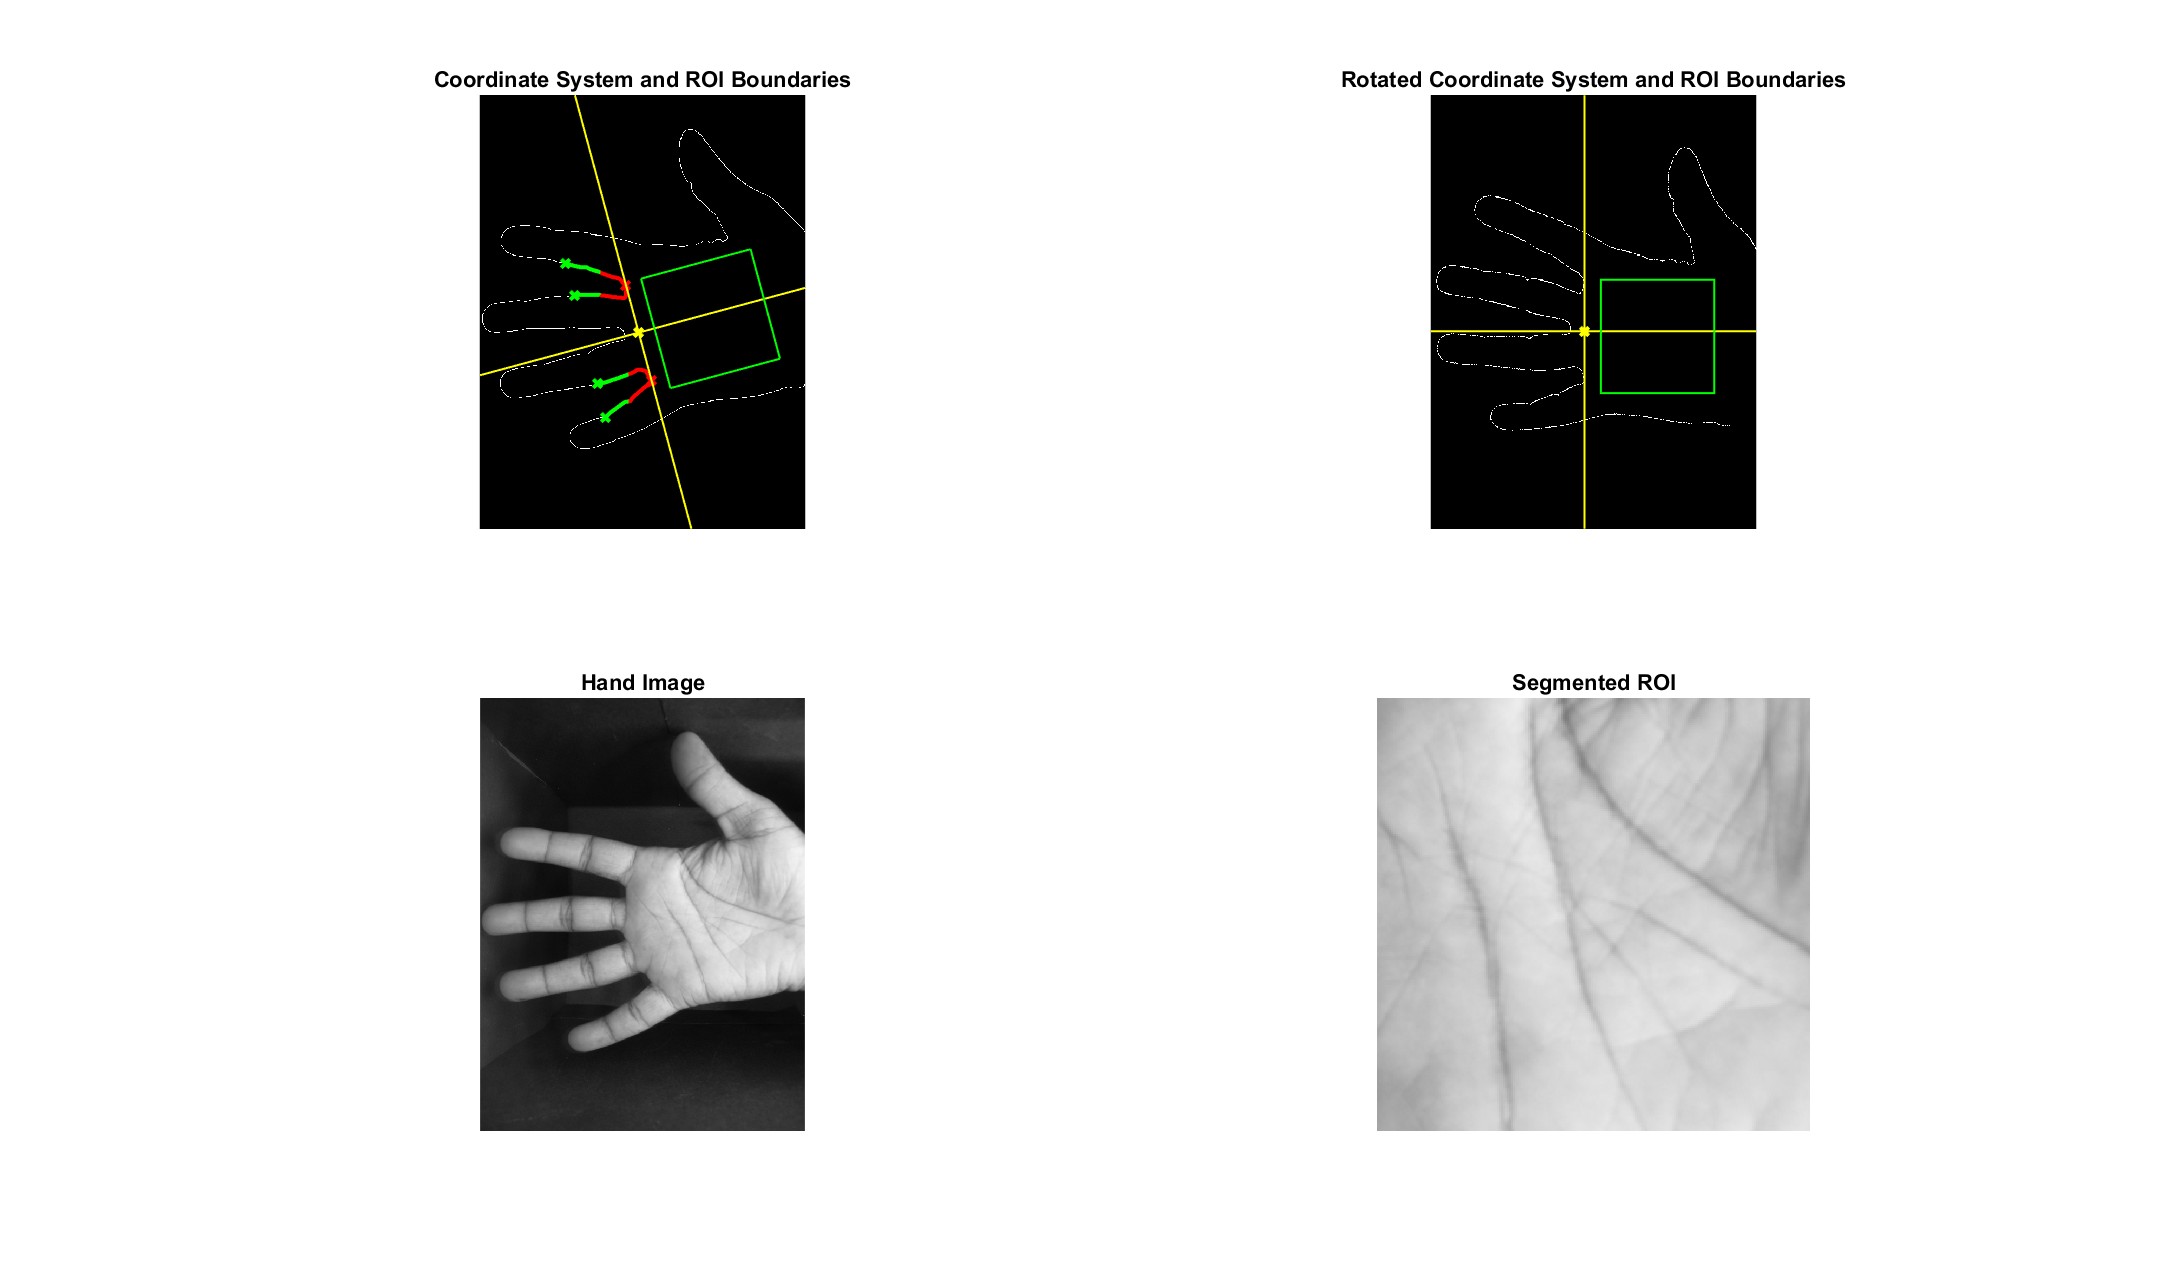 Coordinate System and ROI Boundaries
Rotated Coordinate System and ROI Boundaries
Hand Image
Segmented ROI